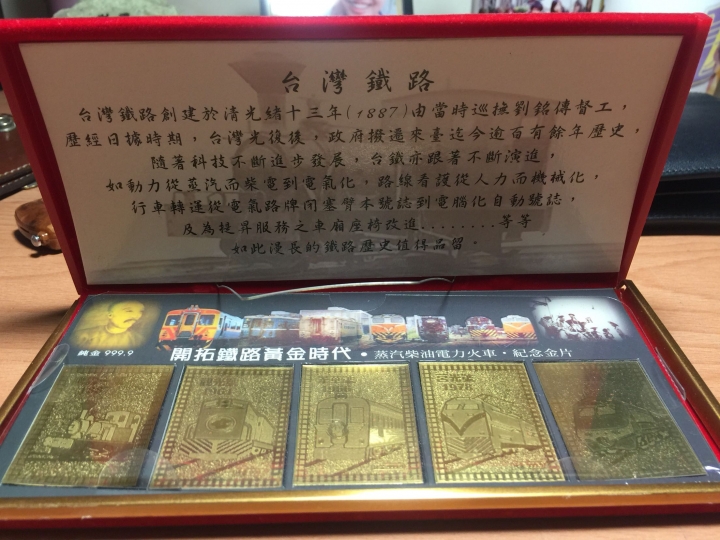 台灣鐵路
台灣鐵路創建於清光緒十三年(1887)由當時巡撫劉銘傳督工，
歷經日據時期，台灣光復後，政府撥遷來臺迄今逾百有餘年歷史，
隨著科技不斷進步發展，台鐵亦跟著不斷演進，
如動力從蒸汽而柴電到電氣化，路線看護從人力而機械化，
行車轉運從電氣路牌閉塞臂木號誌到電腦化自動號誌，
及為提昇服務之車廂座椅改進........等等
如此漫長的鐵路歷史值得品留。
純金 999.9
開拓鐵路黃金時代・蒸汽柴油電力火車・紀念金片
莒光號
1978